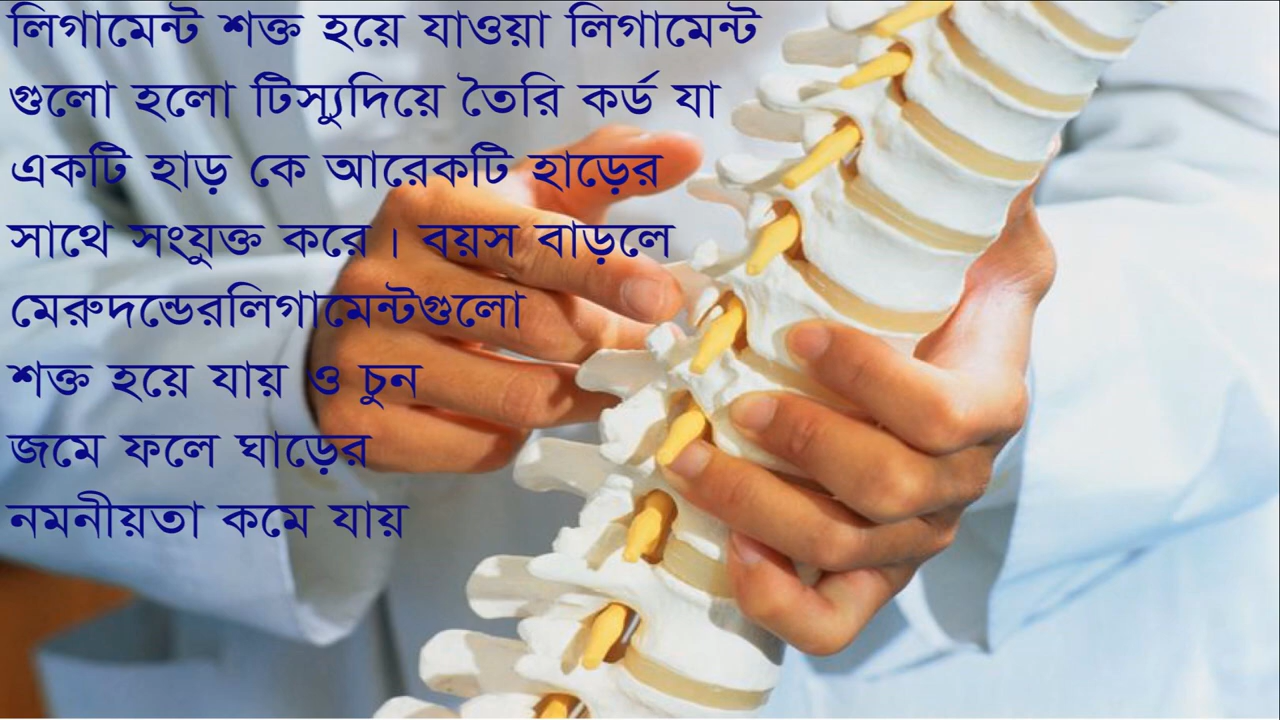 লিগামেন্ট শক্ত হয়ে যাওয়া লিগামেন্ট
গুলো হলো টিস্যুদিয়ে তৈরি কর্ড যা
একটি হাড় কে আরেকটি হাড়ের
সাথে সংযুক্ত করে । বয়স বাড়লে
মেরুদন্ডেরলিগামেন্টগুলো
শক্ত হয়ে যায় ও চুন
জমে ফলে ঘাড়ের
নমনীয়তা কমে যায়